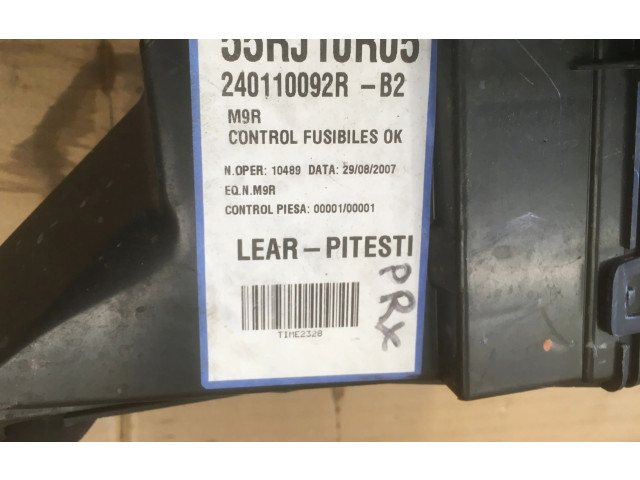 55RJ10R05
240110092R -B2
M9R
CONTROL FUSIBILES OK
N.OPER: 10489 DATA: 29/08/2007
EQ.N.M9R
CONTROL PIESA: 00001/00001
LEAR-PITESTI
PRX
TIME2328